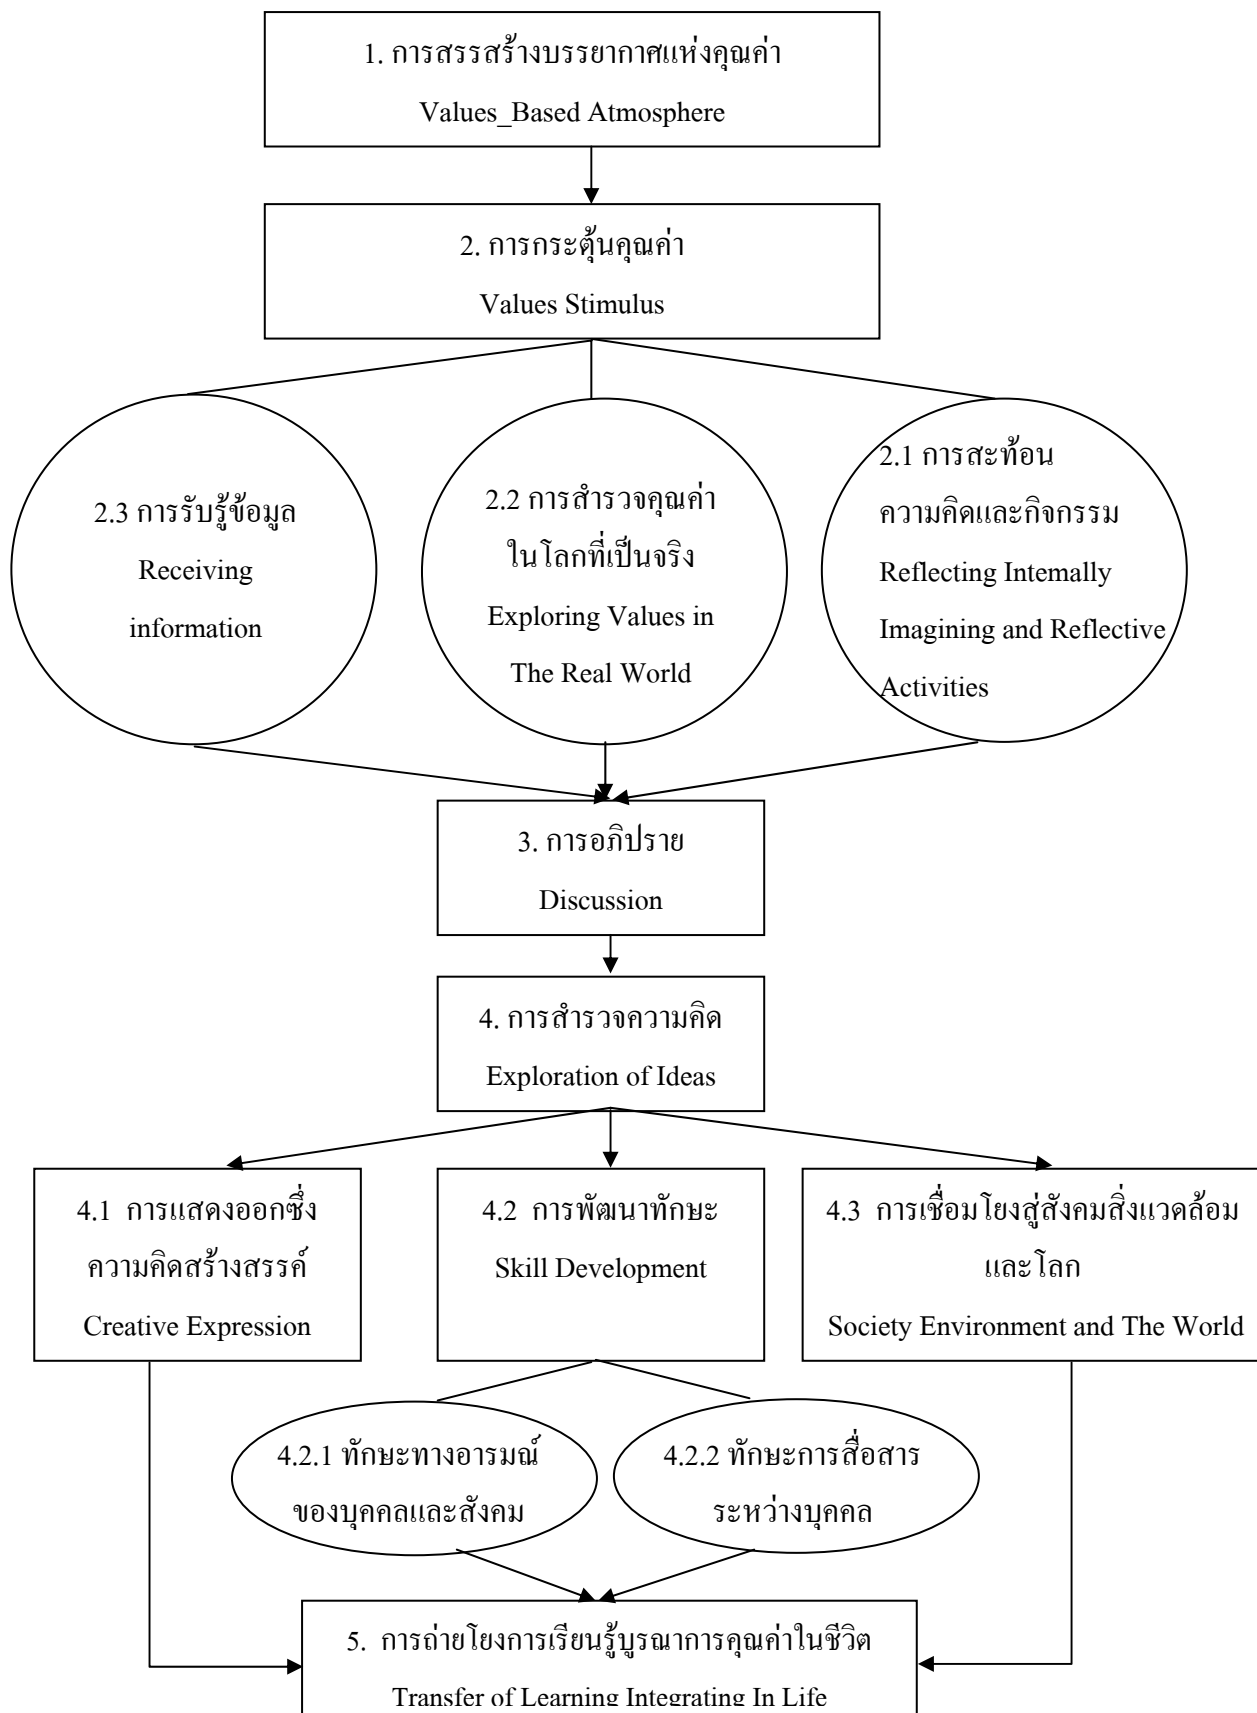 1. การสรรสร้างบรรยากาศแห่งคุณค่า
Values_Based Atmosphere
2. การกระตุ้นคุณค่า
Values Stimulus
2.3 การรับรู้ข้อมูล
Receiving
information
2.2 การสำรวจคุณค่า
ในโลกที่เป็นจริง
Exploring Values in
The Real World
2.1 การสะท้อน
ความคิดและกิจกรรม
Reflecting Intemally
Imagining and Reflective
Activities
3. การอภิปราย
Discussion
4. การสำรวจความคิด
Exploration of Ideas
4.1 การแสดงออกซึ่ง
ความคิดสร้างสรรค์
Creative Expression
4.2 การพัฒนาทักษะ
Skill Development
4.3 การเชื่อมโยงสู่สังคมสิ่งแวดล้อม
และโลก
Society Environment and The World
4.2.1 ทักษะทางอารมณ์
ของบุคคลและสังคม
4.2.2 ทักษะการสื่อสาร
ระหว่างบุคคล
5. การถ่ายโยงการเรียนรู้บูรณาการคุณค่าในชีวิต
Transfer of Learning Integrating In Life